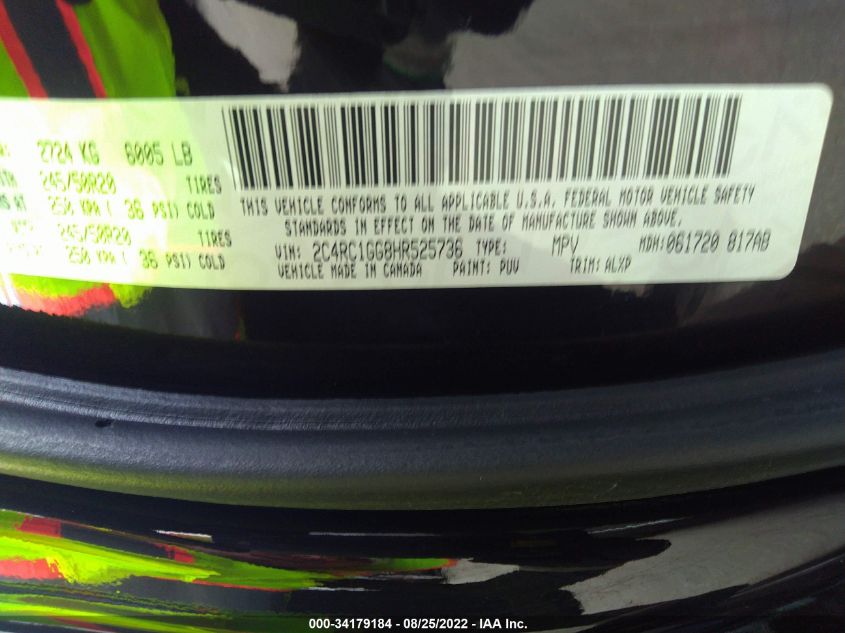 2724 KG 6005 LB
245/50R20 TIRES
250 KPA ( 36 PSI) COLD
245/50R20 TIRES
250 KPA ( 36 PSI) COLD
THIS VEHICLE CONFORMS TO ALL APPLICABLE U.S.A. FEDERAL MOTOR VEHICLE SAFETY
STANDARDS IN EFFECT ON THE DATE OF MANUFACTURE SHOWN ABOVE.
VIN: 2C4RC1GG8HR525736 TYPE: MPV MDH: 061720 817AB
VEHICLE MADE IN CANADA PAINT: PUV TRIM: ALXP
000-34179184 - 08/25/2022 - IAA Inc.